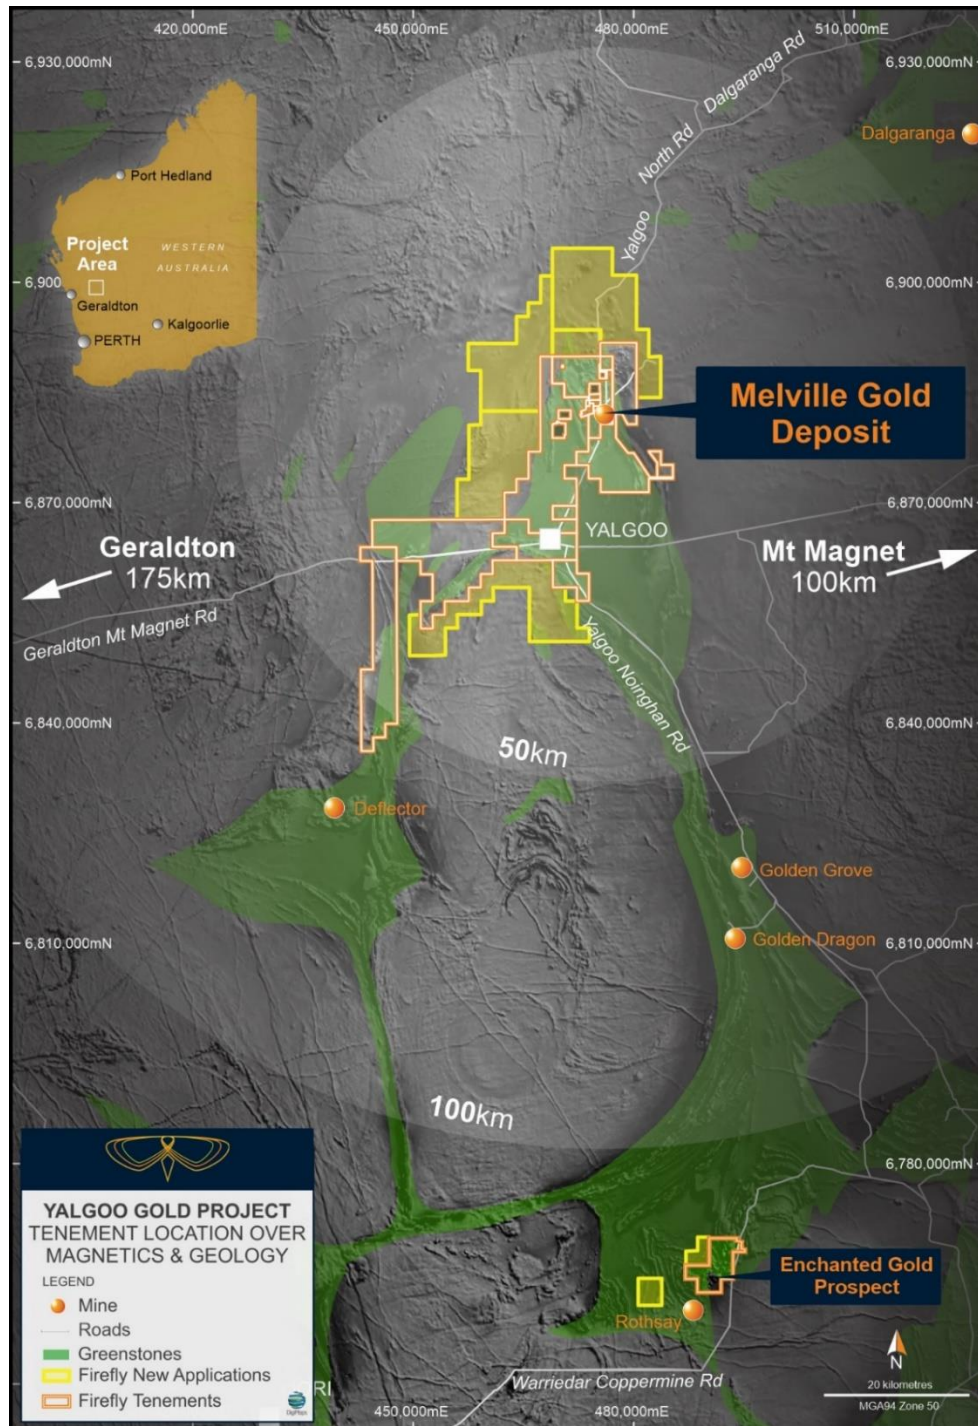 420,000mE
450,000mE
480,000mE
510,000mE
6,930,000mN
6,930,000mN
Dalgaranga Rd
North Rd
Yalgoo
Dalgaranga
Port Hedland
Project
Area
WESTERN
AUSTRALIA
Geraldton
Kalgoorlie
PERTH
6,900,000mN
6,900,000mN
Melville Gold
Deposit
6,870,000mN
6,870,000mN
YALGOO
Geraldton
175km
Mt Magnet
100km
Geraldton Mt Magnet Rd
Yalgoo Noinghan Rd
6,840,000mN
6,840,000mN
50km
Deflector
Golden Grove
Golden Dragon
6,810,000mN
6,810,000mN
100km
6,780,000mN
YALGOO GOLD PROJECT
TENEMENT LOCATION OVER
MAGNETICS & GEOLOGY
LEGEND
Mine
Roads
Greenstones
Firefly New Applications
Firefly Tenements
Enchanted Gold
Prospect
Rothsay
Warriedar Coppermine Rd
N
20 kilometres
MGA94 Zone 50
450,000mE
480,000mE